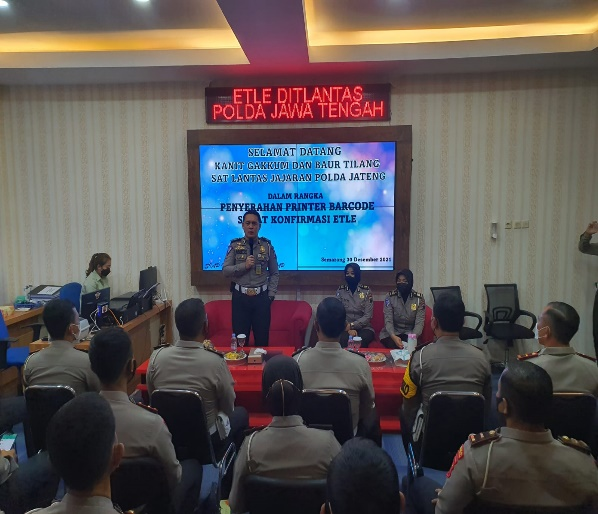 ETLE DITLANTAS
POLDA JAWA TENGAH
SELAMAT DATANG
KANIT GAKKUM DAN BAUR TILANG
SAT LANTAS JAJARAN POLDA JATENG
DALAM RANGKA
PENYERAHAN PRINTER BARCODE
KONFIRMASI ETLE
Semarang 30 Desember 2021